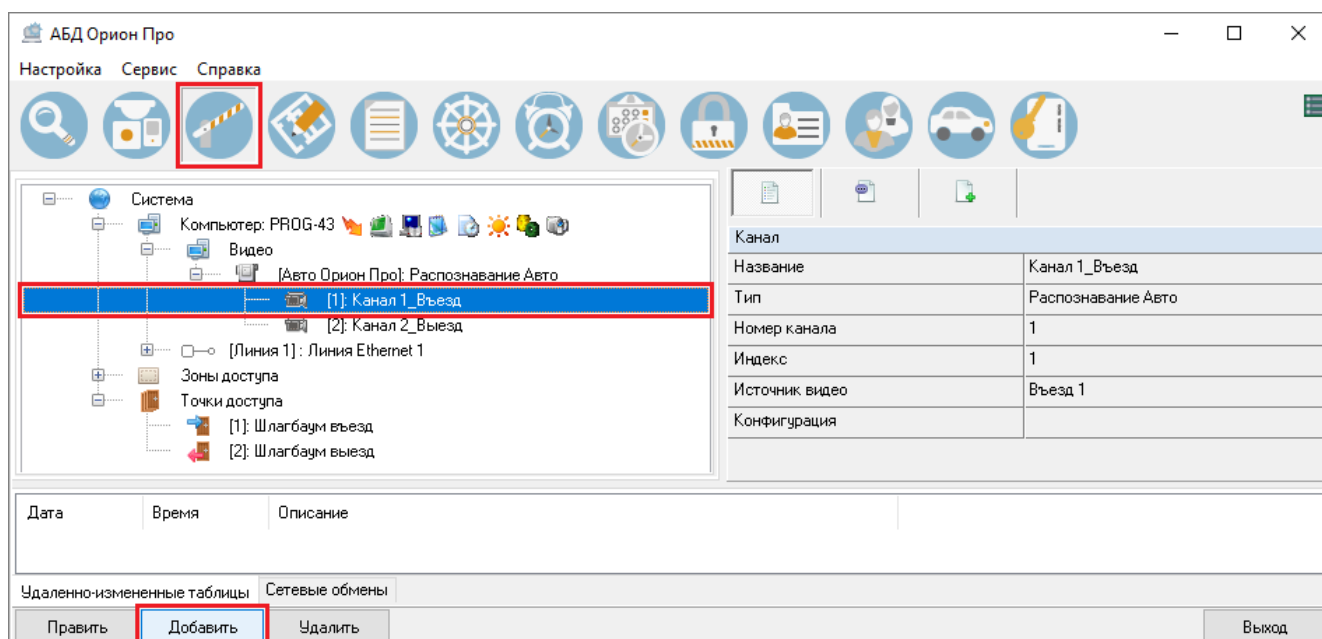 АБД Орион Про
Настройка Сервис Справка
Система
Компьютер: PROG-43
Видео
[Авто Орион Про]: Распознавание Авто
[1]: Канал 1_Въезд
[2]: Канал 2_Выезд
[Линия 1] : Линия Ethernet 1
Зоны доступа
Точки доступа
[1]: Шлагбаум въезд
[2]: Шлагбаум выезд
Канал
Название Канал 1_Въезд
Тип Распознавание Авто
Номер канала 1
Индекс 1
Источник видео Въезд 1
Конфигурация
Дата Время Описание
Удаленно-измененные таблицы Сетевые обмены
Править Добавить Удалить Выход